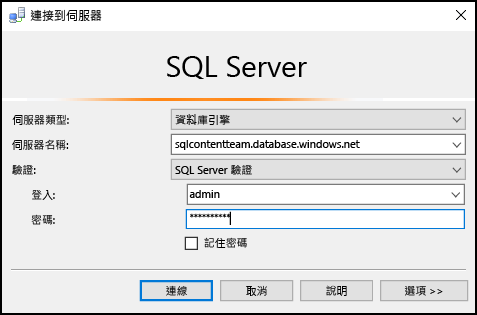 連接到伺服器
SQL Server
伺服器類型: 資料庫引擎
伺服器名稱: sqlcontentteam.database.windows.net
驗證: SQL Server 驗證
登入: admin
密碼: **********
記住密碼
連線 取消 說明 選項 >>